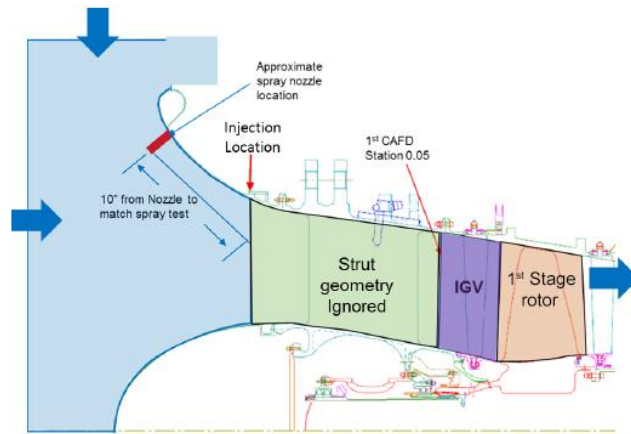 Approximate
spray nozzle
location
Injection
Location
1st CAFD
Station 0.05
10" from Nozzle to
match spray test
Strut
geometry
Ignored
IGV
1st Stage
rotor